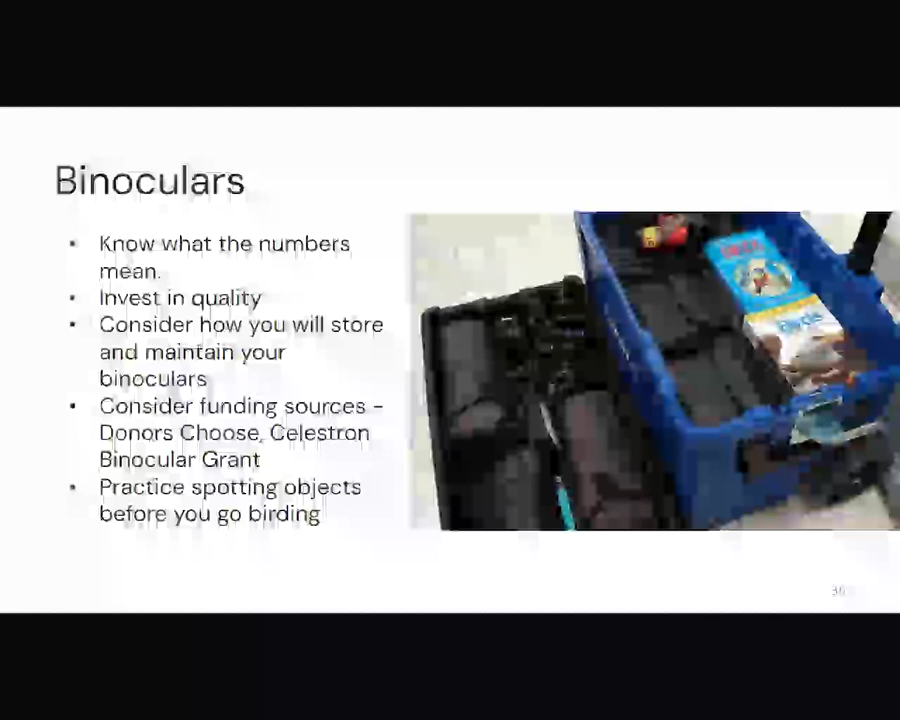 Binoculars
• Know what the numbers
mean.
• Invest in quality
• Consider how you will store
and maintain your
binoculars
• Consider funding sources –
Donors Choose, Celestron
Binocular Grant
• Practice spotting objects
before you go birding